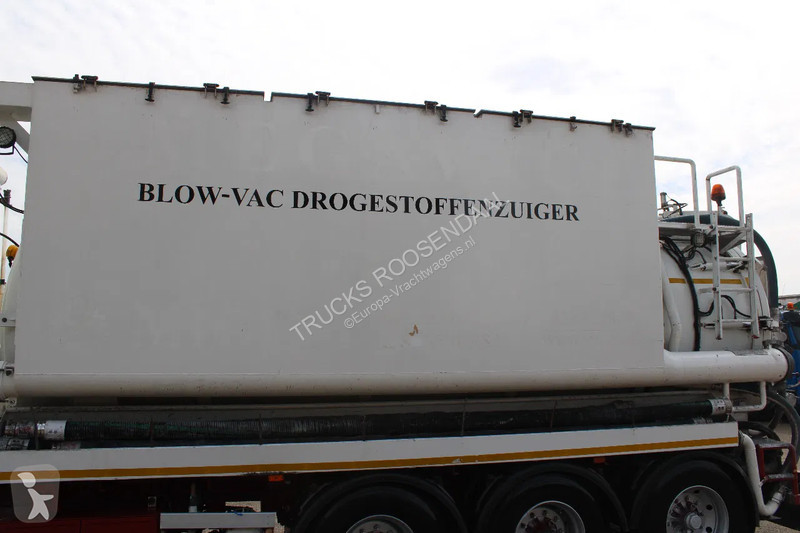 BLOW-VAC DROGESTOFFENZUIGER
TRUCKS ROOSENDAAL
©Europa-Vrachtwagens.nl